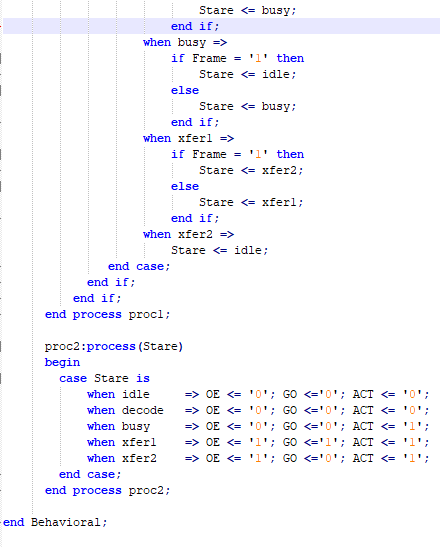 Stare <= busy;
end if;
when busy =>
if Frame = '1' then
Stare <= idle;
else
Stare <= busy;
end if;
when xfer1 =>
if Frame = '1' then
Stare <= xfer2;
else
Stare <= xfer1;
end if;
when xfer2 =>
Stare <= idle;
end case;
end if;
end if;
end process proc1;
proc2:process(Stare)
begin
case Stare is
when idle => OE <= '0'; GO <='0'; ACT <= '0';
when decode => OE <= '0'; GO <='0'; ACT <= '0';
when busy => OE <= '0'; GO <='0'; ACT <= '1';
when xfer1 => OE <= '1'; GO <='1'; ACT <= '1';
when xfer2 => OE <= '1'; GO <='0'; ACT <= '1';
end case;
end process proc2;
end Behavioral;